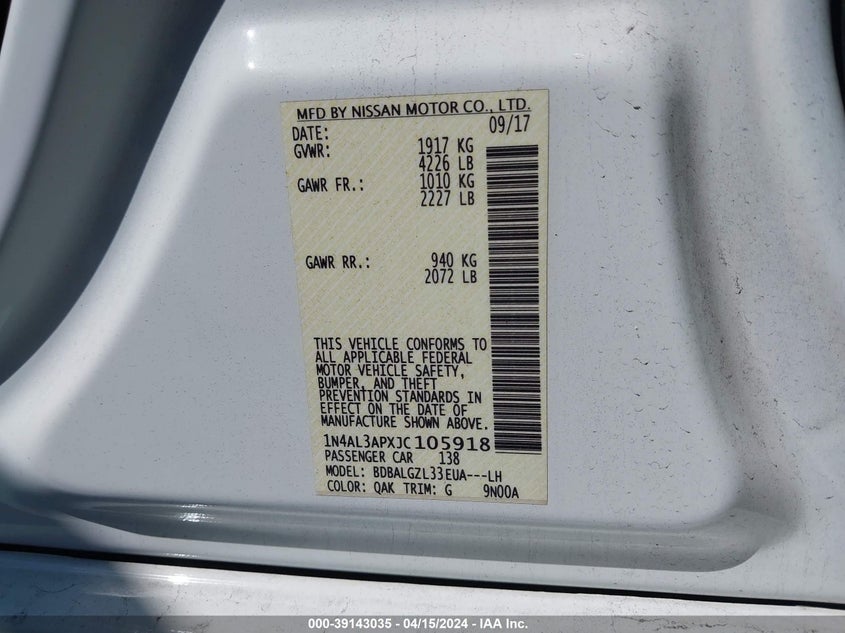 MFD BY NISSAN MOTOR CO., LTD.
DATE: 09/17
GVWR: 1917 KG
4226 LB
GAWR FR.: 1010 KG
2227 LB
GAWR RR.: 940 KG
2072 LB
THIS VEHICLE CONFORMS TO
ALL APPLICABLE FEDERAL
MOTOR VEHICLE SAFETY,
BUMPER, AND THEFT
PREVENTION STANDARDS IN
EFFECT ON THE DATE OF
MANUFACTURE SHOWN ABOVE.
1N4AL3APXJC105918
PASSENGER CAR 138
MODEL: BDBALGZL33EUA---LH
COLOR: QAK TRIM: G 9N00A
000-39143035 - 04/15/2024 - IAA Inc.